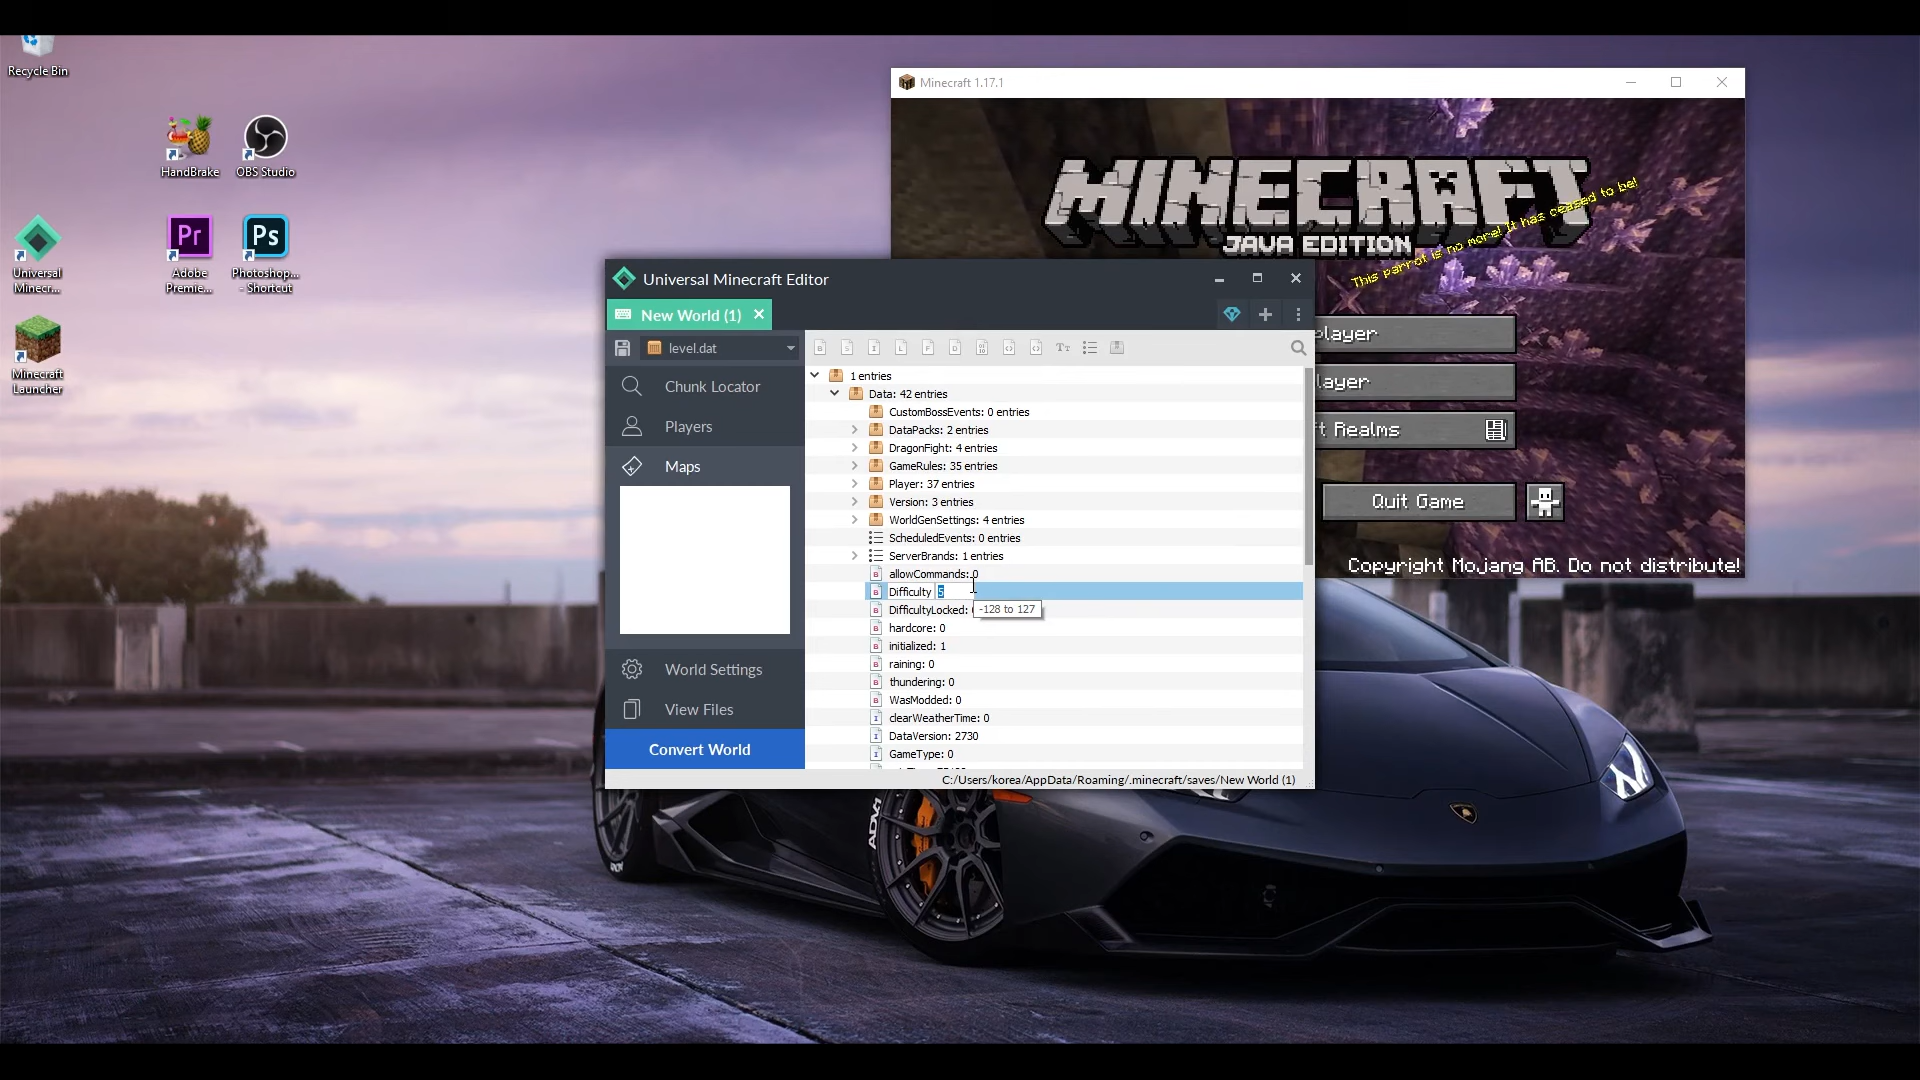 Recycle Bin
HandBrake
OBS Studio
Universal
Minecr...
Pr
Adobe
Premie...
Ps
Photoshop...
- Shortcut
Minecraft
Launcher
Minecraft 1.17.1
MINECRAFT
JAVA EDITION
This parrot is no more! It has ceased to be!
player
layer
t Realms
Quit Game
Copyright Mojang AB. Do not distribute!
Universal Minecraft Editor
New World (1)
level.dat
Chunk Locator
Players
Maps
World Settings
View Files
Convert World
1 entries
Data: 42 entries
CustomBossEvents: 0 entries
DataPacks: 2 entries
DragonFight: 4 entries
GameRules: 35 entries
Player: 37 entries
Version: 3 entries
WorldGenSettings: 4 entries
ScheduledEvents: 0 entries
ServerBrands: 1 entries
allowCommands: 0
Difficulty 5
DifficultyLocked:
-128 to 127
hardcore: 0
initialized: 1
raining: 0
thundering: 0
WasModded: 0
clearWeatherTime: 0
DataVersion: 2730
GameType: 0
C:/Users/korea/AppData/Roaming/.minecraft/saves/New World (1)
ADV.1